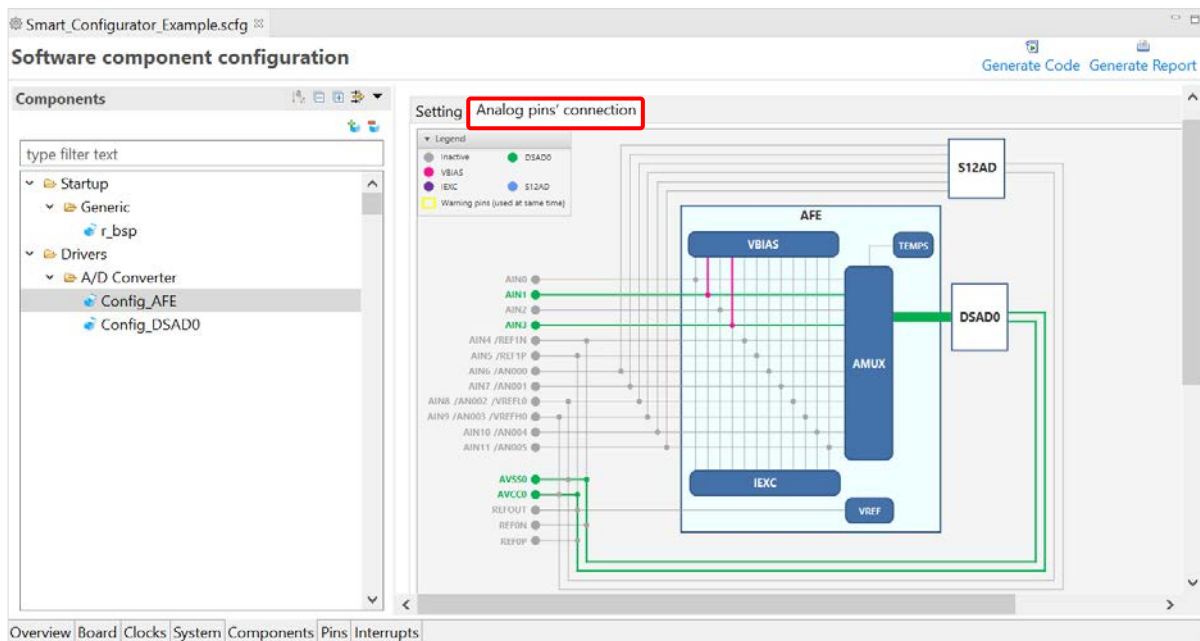 Smart_Configurator_Example.scfg
Software component configuration
Generate Code Generate Report
Components
type filter text
Startup
Generic
r_bsp
Drivers
A/D Converter
Config_AFE
Config_DSAD0
Setting
Analog pins' connection
Legend
Inactive
DSAD0
VBIAS
IEXC
S12AD
Warning pins (used at same time)
S12AD
AFE
VBIAS
TEMPS
AIN0
AIN1
AIN2
AIN3
AIN4 /REF1N
AIN5 /REF1P
AIN6 /AN000
AIN7 /AN001
AIN8 /AN002 /VREFL0
AIN9 /AN003 /VREFH0
AIN10 /AN004
AIN11 /AN005
AMUX
DSAD0
AVSS0
AVCC0
REFOUT
REF0N
REF0P
IEXC
VREF
Overview Board Clocks System Components Pins Interrupts